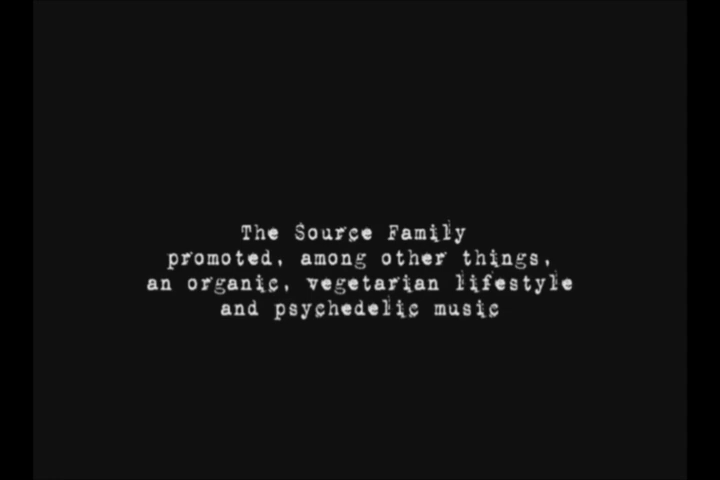 The Source Family
promoted, among other things,
an organic, vegetarian lifestyle
and psychedelic music